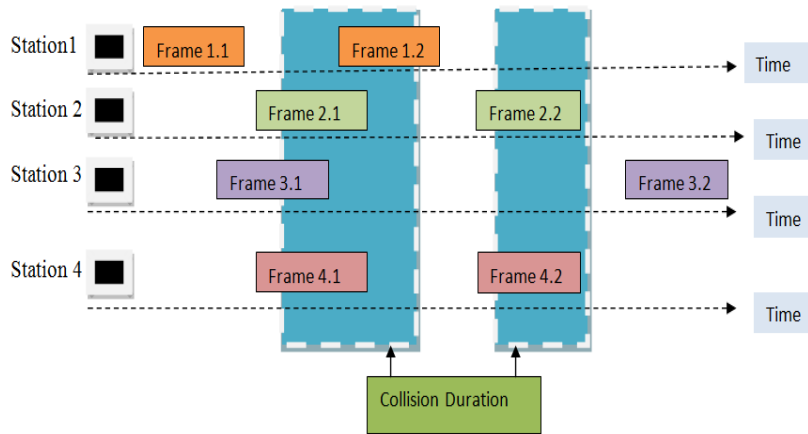 Station1
Frame 1.1
Frame 1.2
Time
Station 2
Frame 2.1
Frame 2.2
Time
Station 3
Frame 3.1
Frame 3.2
Time
Station 4
Frame 4.1
Frame 4.2
Time
Collision Duration